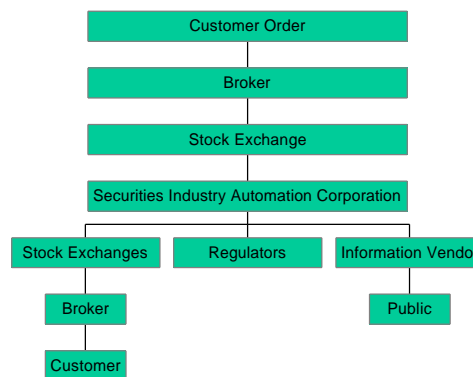 Customer Order
Broker
Stock Exchange
Securities Industry Automation Corporation
Stock Exchanges
Regulators
Information Vendo
Broker
Public
Customer